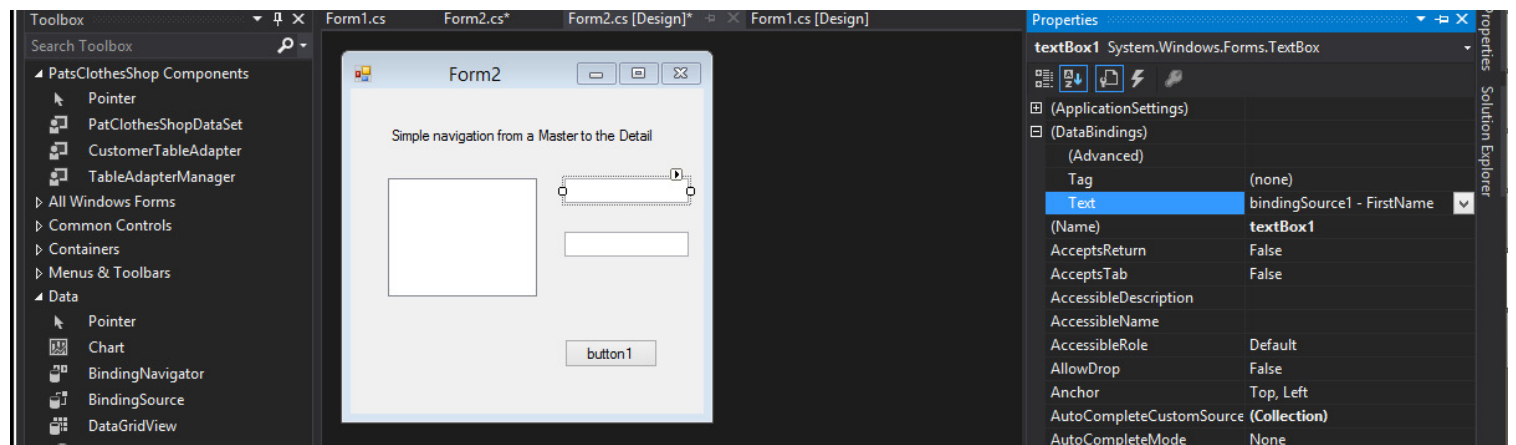 Toolbox
Form1.cs
Form2.cs*
Form2.cs [Design]*
Form1.cs [Design]
Properties
Search Toolbox
PatsClothesShop Components
Pointer
PatClothesShopDataSet
CustomerTableAdapter
TableAdapterManager
All Windows Forms
Common Controls
Containers
Menus & Toolbars
Data
Pointer
Chart
BindingNavigator
BindingSource
DataGridView
Form2
Simple navigation from a Master to the Detail
button1
textBox1 System.Windows.Forms.TextBox
(ApplicationSettings)
(DataBindings)
(Advanced)
Tag (none)
Text bindingSource1 - FirstName
(Name) textBox1
AcceptsReturn False
AcceptsTab False
AccessibleDescription
AccessibleName
AccessibleRole Default
AllowDrop False
Anchor Top, Left
AutoCompleteCustomSource (Collection)
AutoCompleteMode None
Properties
Solution Explorer